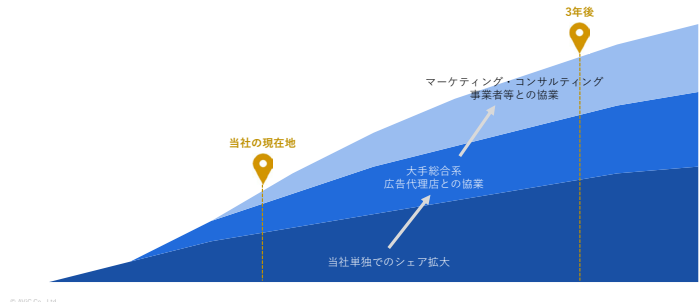 3年後
マーケティング・コンサルティング
事業者等との協業
当社の現在地
大手総合系
広告代理店との協業
当社単独でのシェア拡大